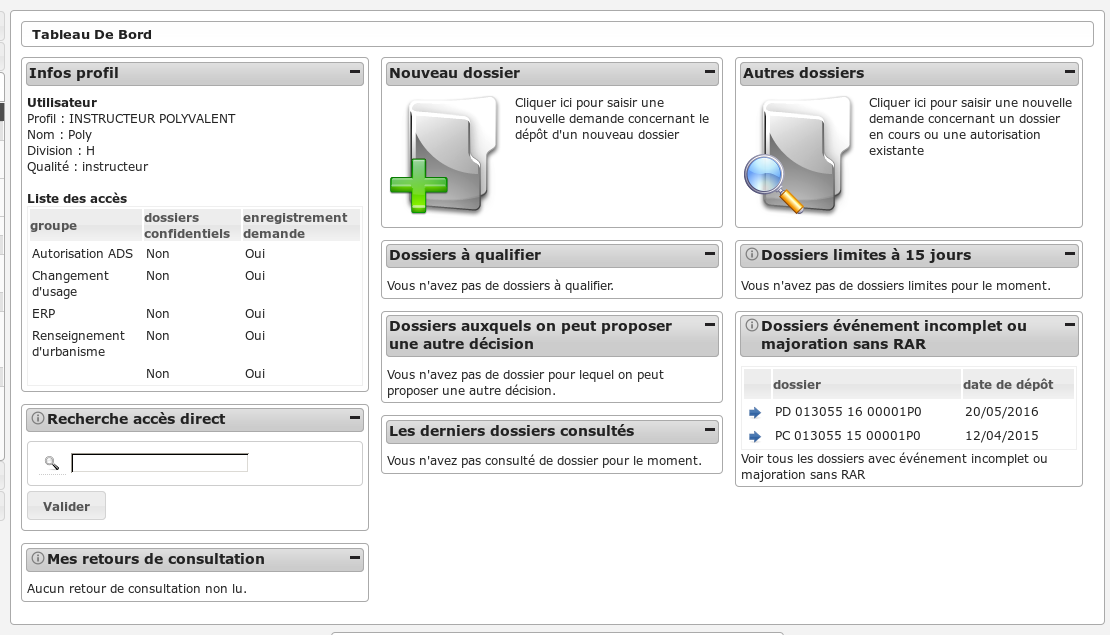 Tableau De Bord
Infos profil
Utilisateur
Profil : INSTRUCTEUR POLYVALENT
Nom : Poly
Division : H
Qualité : instructeur
Liste des accès
groupe
dossiers
confidentiels
enregistrement
demande
Autorisation ADS Non Oui
Changement
d'usage
Non Oui
ERP Non Oui
Renseignement
d'urbanisme
Non Oui
Non Oui
Recherche accès direct
Valider
Mes retours de consultation
Aucun retour de consultation non lu.
Nouveau dossier
Cliquer ici pour saisir une
nouvelle demande concernant le
dépôt d'un nouveau dossier
Dossiers à qualifier
Vous n'avez pas de dossiers à qualifier.
Dossiers auxquels on peut proposer
une autre décision
Vous n'avez pas de dossier pour lequel on peut
proposer une autre décision.
Les derniers dossiers consultés
Vous n'avez pas consulté de dossier pour le moment.
Autres dossiers
Cliquer ici pour saisir une nouvelle
demande concernant un dossier
en cours ou une autorisation
existante
Dossiers limites à 15 jours
Vous n'avez pas de dossiers limites pour le moment.
Dossiers événement incomplet ou
majoration sans RAR
dossier date de dépôt
PD 013055 16 00001P0 20/05/2016
PC 013055 15 00001P0 12/04/2015
Voir tous les dossiers avec événement incomplet ou
majoration sans RAR